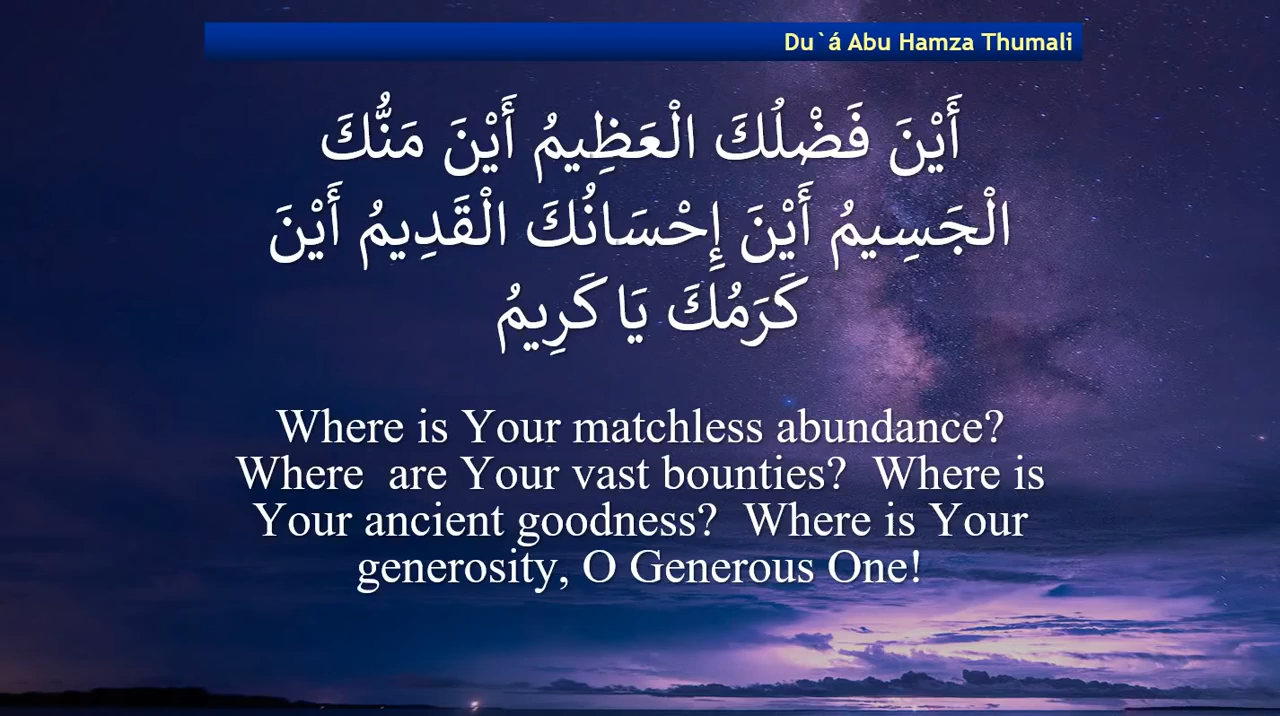 Du`á Abu Hamza Thumali
أَيْنَ فَضْلُكَ الْعَظِيمُ أَيْنَ مَنُّكَ
الْجَسِيمُ أَيْنَ إِحْسَانُكَ الْقَدِيمُ أَيْنَ
كَرَمُكَ يَا كَرِيمُ
Where is Your matchless abundance?
Where  are Your vast bounties?  Where is
Your ancient goodness?  Where is Your
generosity, O Generous One!